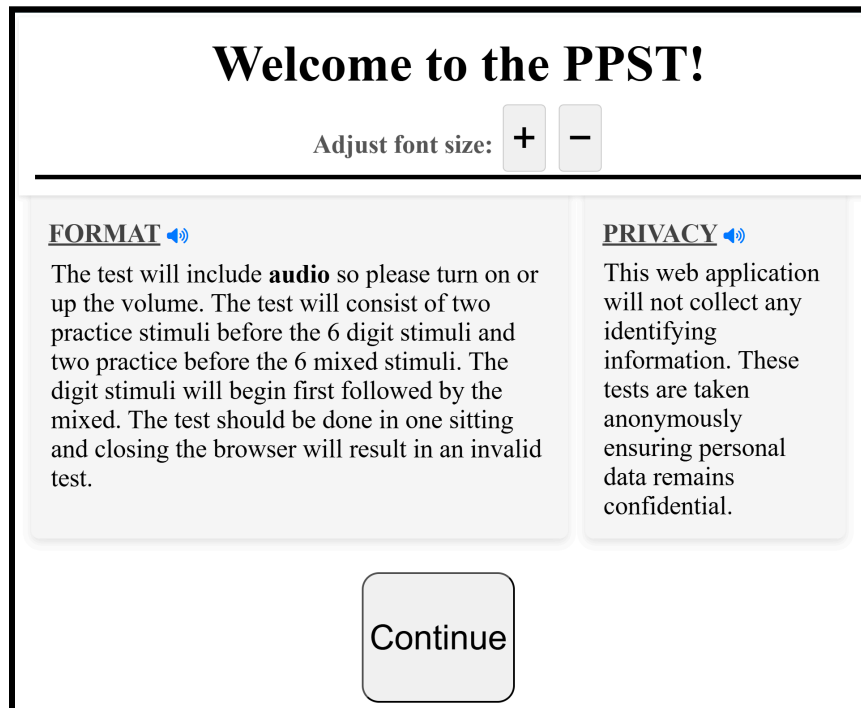 Welcome to the PPST!
Adjust font size: + −
FORMAT
The test will include audio so please turn on or
up the volume. The test will consist of two
practice stimuli before the 6 digit stimuli and
two practice before the 6 mixed stimuli. The
digit stimuli will begin first followed by the
mixed. The test should be done in one sitting
and closing the browser will result in an invalid
test.
PRIVACY
This web application
will not collect any
identifying
information. These
tests are taken
anonymously
ensuring personal
data remains
confidential.
Continue